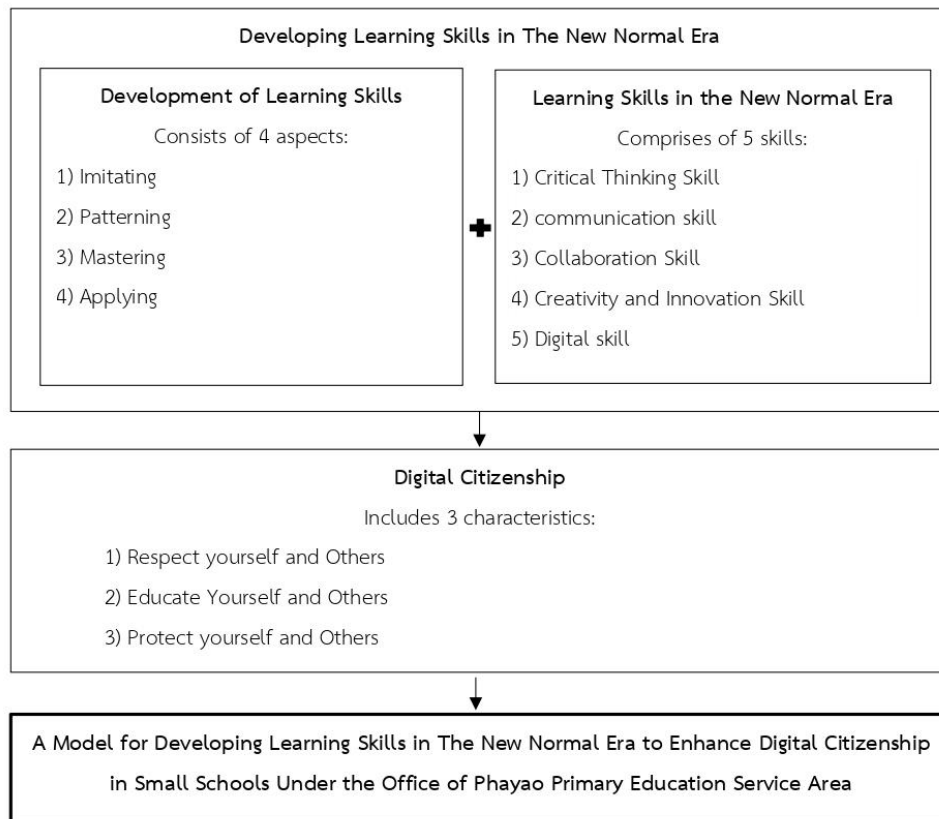 Developing Learning Skills in The New Normal Era
Development of Learning Skills
Consists of 4 aspects:
1) Imitating
2) Patterning
3) Mastering
4) Applying
Learning Skills in the New Normal Era
Comprises of 5 skills:
1) Critical Thinking Skill
2) communication skill
3) Collaboration Skill
4) Creativity and Innovation Skill
5) Digital skill
Digital Citizenship
Includes 3 characteristics:
1) Respect yourself and Others
2) Educate Yourself and Others
3) Protect yourself and Others
A Model for Developing Learning Skills in The New Normal Era to Enhance Digital Citizenship
in Small Schools Under the Office of Phayao Primary Education Service Area